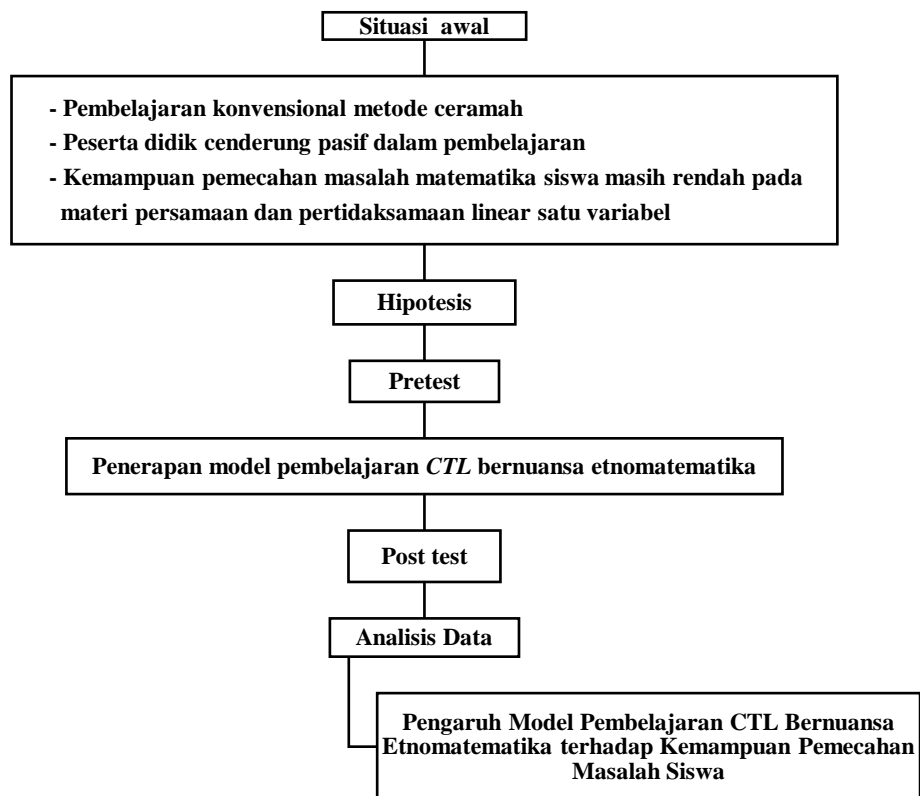 Situasi awal
- Pembelajaran konvensional metode ceramah
- Peserta didik cenderung pasif dalam pembelajaran
- Kemampuan pemecahan masalah matematika siswa masih rendah pada
materi persamaan dan pertidaksamaan linear satu variabel
Hipotesis
Pretest
Penerapan model pembelajaran CTL bernuansa etnomatematika
Post test
Analisis Data
Pengaruh Model Pembelajaran CTL Bernuansa
Etnomatematika terhadap Kemampuan Pemecahan
Masalah Siswa